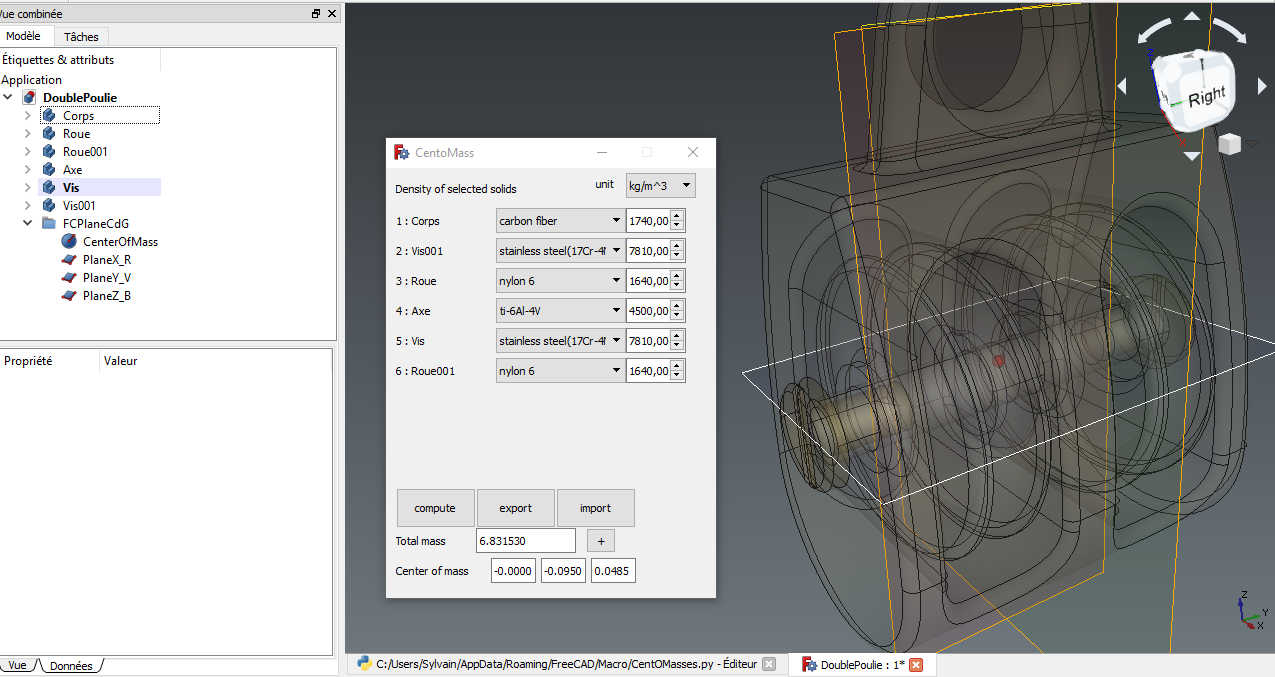 Vue combinée
Modèle
Tâches
Étiquettes & attributs
Application
DoublePoulie
Corps
Roue
Roue001
Axe
Vis
Vis001
FCPlaneCdG
CenterOfMass
PlaneX_R
PlaneY_V
PlaneZ_B
Propriété
Valeur
Vue
Données
CentoMass
Density of selected solids
unit
kg/m^3
1 : Corps
carbon fiber
1740,00
2 : Vis001
stainless steel(17Cr-4N
7810,00
3 : Roue
nylon 6
1640,00
4 : Axe
ti-6Al-4V
4500,00
5 : Vis
stainless steel(17Cr-4N
7810,00
6 : Roue001
nylon 6
1640,00
compute
export
import
Total mass
6.831530
+
Center of mass
-0.0000
-0.0950
0.0485
Z
Right
X
Z
Y
X
C:/Users/Sylvain/AppData/Roaming/FreeCAD/Macro/CentOMasses.py - Éditeur
DoublePoulie : 1*